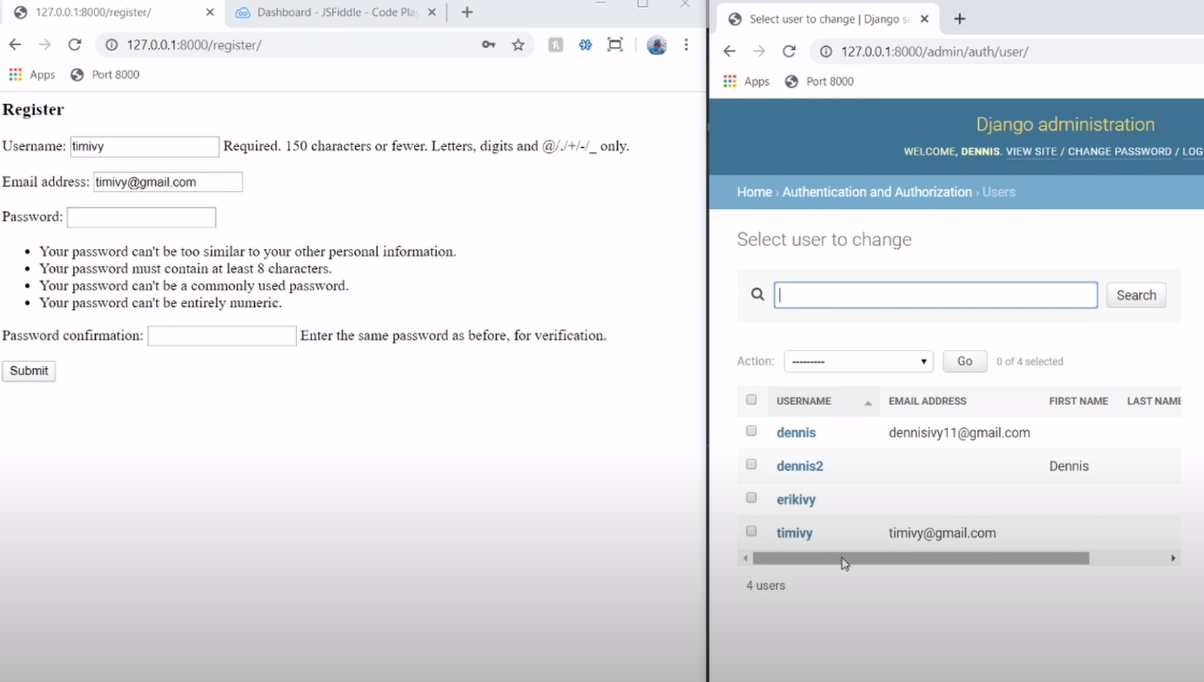 127.0.0.1:8000/register/
Dashboard - JSFiddle - Code Pla
127.0.0.1:8000/register/
Apps Port 8000
Register
Username: timivy Required. 150 characters or fewer. Letters, digits and @/./+/-/_ only.
Email address: timivy@gmail.com
Password:
Your password can't be too similar to your other personal information.
Your password must contain at least 8 characters.
Your password can't be a commonly used password.
Your password can't be entirely numeric.
Password confirmation: Enter the same password as before, for verification.
Submit
Select user to change | Django s
127.0.0.1:8000/admin/auth/user/
Apps Port 8000
Django administration
WELCOME, DENNIS. VIEW SITE / CHANGE PASSWORD / LOG
Home › Authentication and Authorization › Users
Select user to change
Search
Action: --------- Go 0 of 4 selected
USERNAME EMAIL ADDRESS FIRST NAME LAST NAME
dennis dennisivy11@gmail.com
dennis2 Dennis
erikivy
timivy timivy@gmail.com
4 users